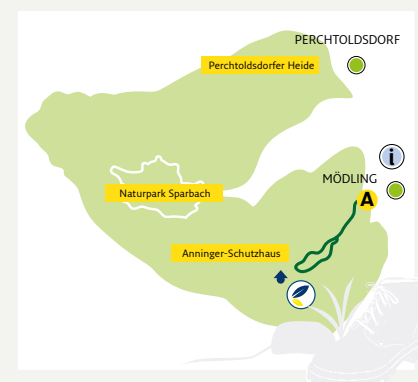 PERCHTOLDSDORF
Perchtoldsdorfer Heide
i
MÖDLING
Naturpark Sparbach
A
Anninger-Schutzhaus